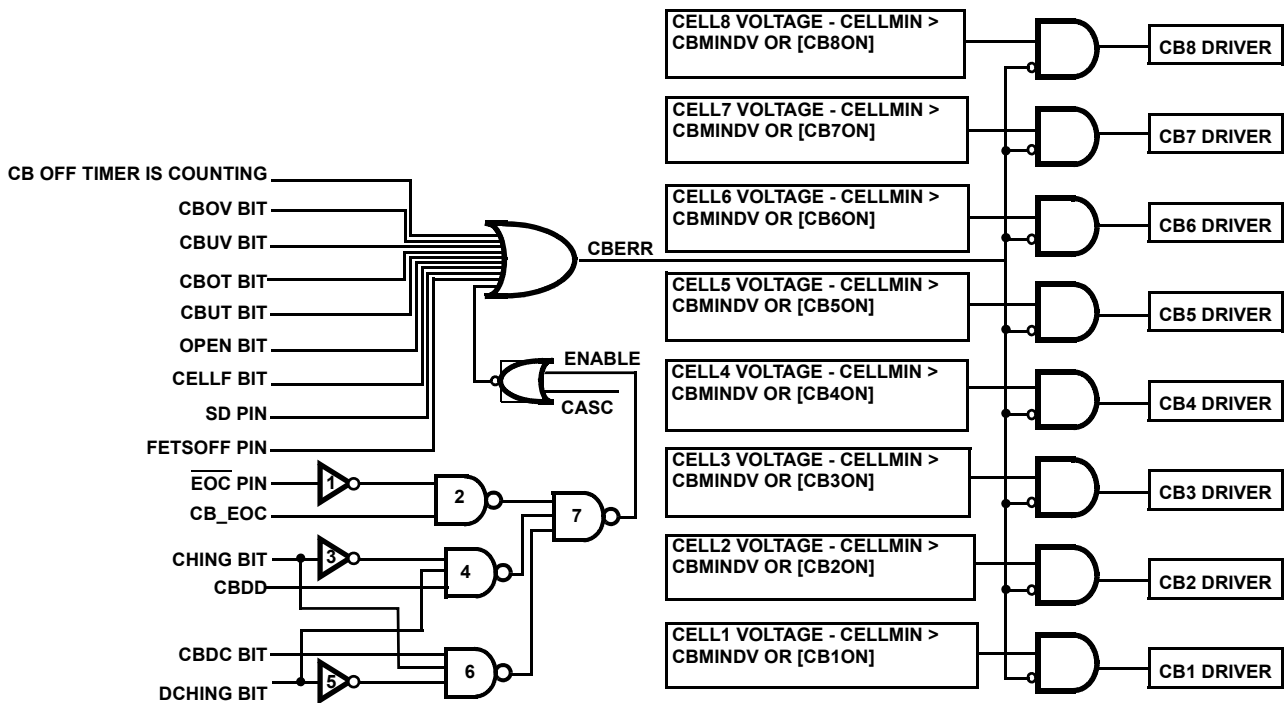 CELL8 VOLTAGE - CELLMIN >
CBMINDV OR [CB8ON]
CB8 DRIVER
CELL7 VOLTAGE - CELLMIN >
CBMINDV OR [CB7ON]
CB7 DRIVER
CB OFF TIMER IS COUNTING
CBOV BIT
CBUV BIT
CBOT BIT
CBUT BIT
OPEN BIT
CELLF BIT
SD PIN
FETSOFF PIN
CBERR
CELL6 VOLTAGE - CELLMIN >
CBMINDV OR [CB6ON]
CB6 DRIVER
CELL5 VOLTAGE - CELLMIN >
CBMINDV OR [CB5ON]
CB5 DRIVER
ENABLE
CASC
CELL4 VOLTAGE - CELLMIN >
CBMINDV OR [CB4ON]
CB4 DRIVER
CELL3 VOLTAGE - CELLMIN >
CBMINDV OR [CB3ON]
CB3 DRIVER
EOC PIN
1
2
CB_EOC
7
CHING BIT
3
4
CBDD
CELL2 VOLTAGE - CELLMIN >
CBMINDV OR [CB2ON]
CB2 DRIVER
CBDC BIT
6
DCHING BIT
5
CELL1 VOLTAGE - CELLMIN >
CBMINDV OR [CB1ON]
CB1 DRIVER